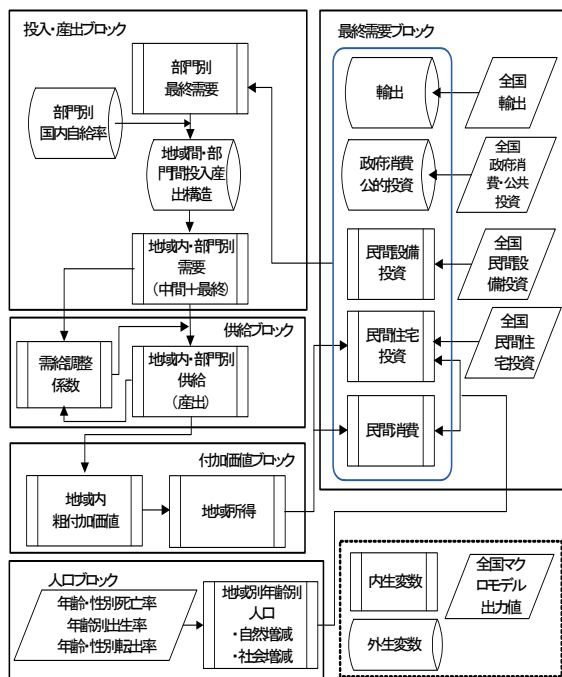 投入・産出ブロック
部門別
最終需要
部門別
国内自給率
地域間・部
門間投入産
出構造
地域内・部門別
需要
（中間＋最終）
供給ブロック
需給調整
係数
地域内・部門別
供給
（産出）
付加価値ブロック
地域内
粗付加価値
地域所得
人口ブロック
年齢・性別死亡率
年齢別出生率
年齢・性別転出率
地域別年齢別
人口
・自然増減
・社会増減
最終需要ブロック
輸出
全国
輸出
政府消費
公的投資
全国
政府消
費・公共
投資
民間設備
投資
全国
民間設
備投資
民間住宅
投資
全国
民間住
宅投資
民間消費
内生変数
全国マク
ロモデル
出力値
外生変数